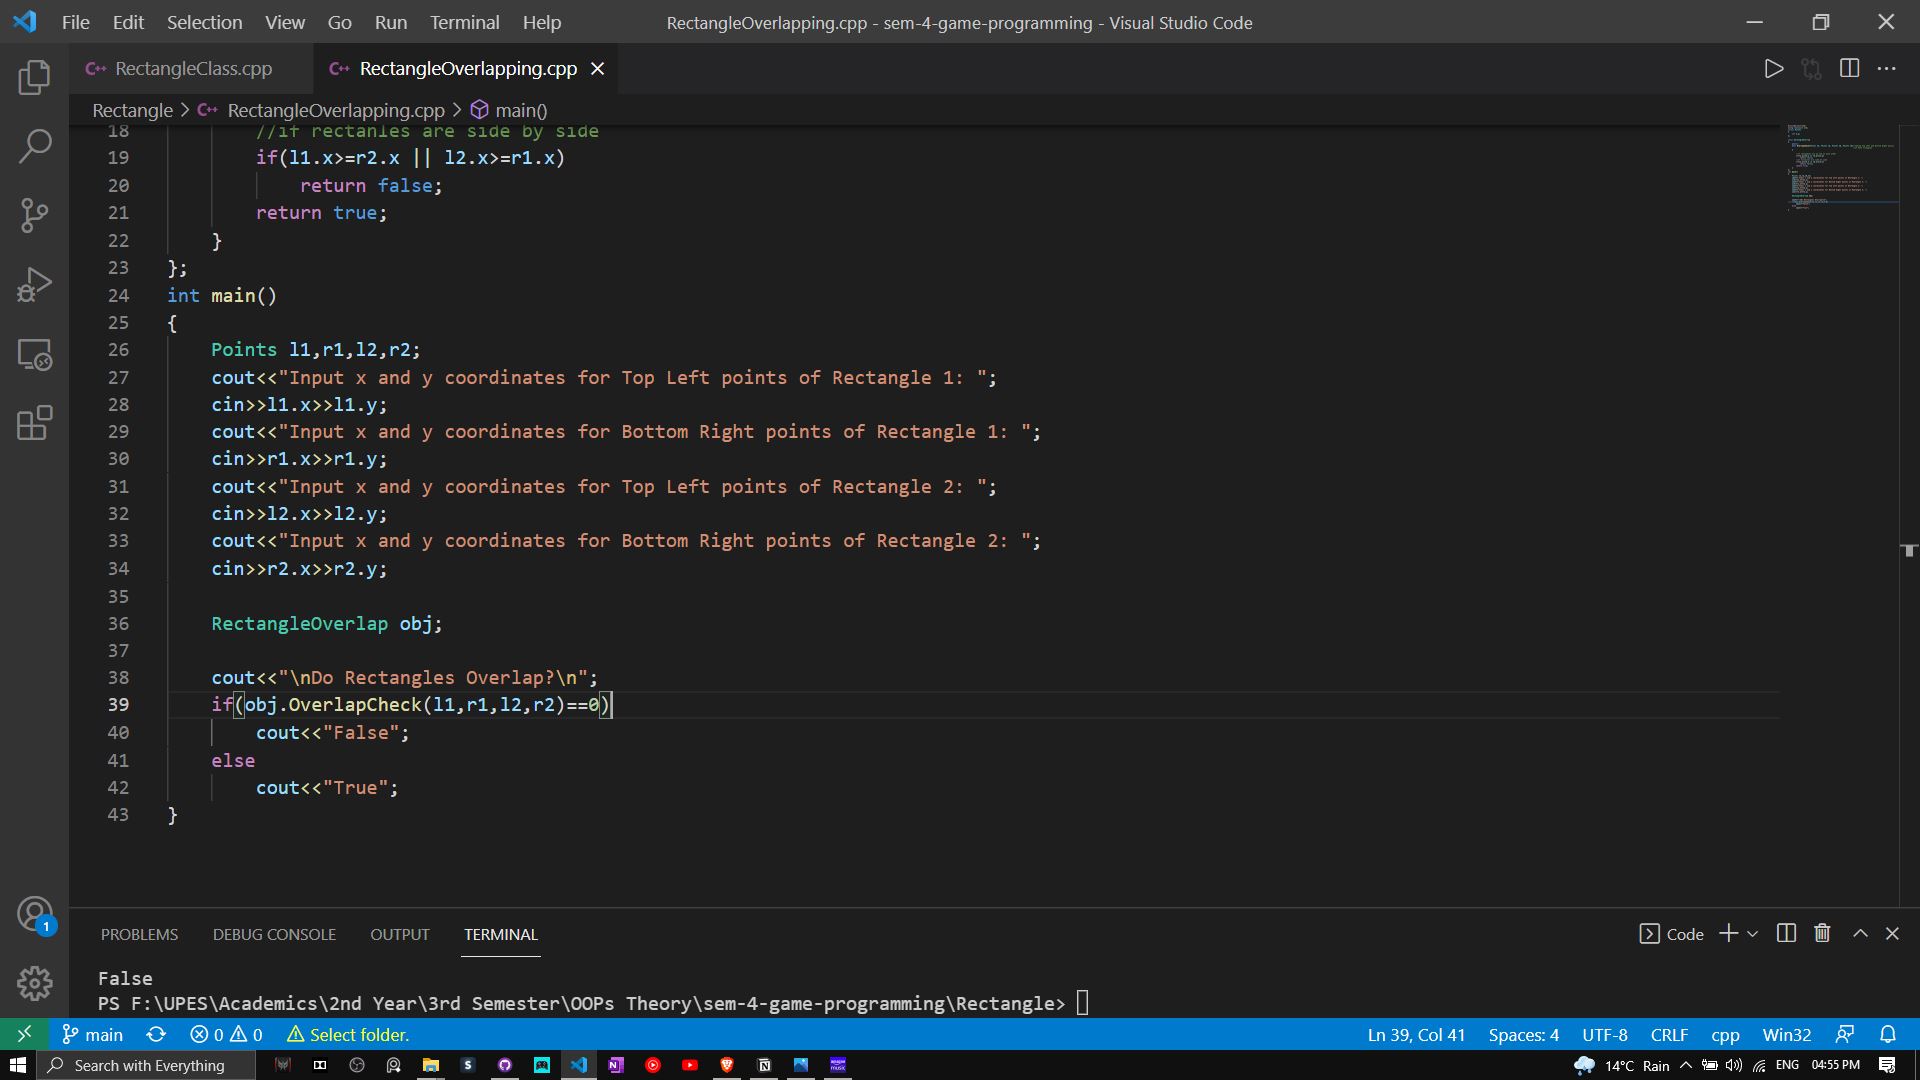 File Edit Selection View Go Run Terminal Help RectangleOverlapping.cpp - sem-4-game-programming - Visual Studio Code
C++ RectangleClass.cpp C++ RectangleOverlapping.cpp
Rectangle > C++ RectangleOverlapping.cpp > main()
18 //if rectanles are side by side
19 if(l1.x>=r2.x || l2.x>=r1.x)
20 return false;
21 return true;
22 }
23 };
24 int main()
25 {
26 Points l1,r1,l2,r2;
27 cout<<"Input x and y coordinates for Top Left points of Rectangle 1: ";
28 cin>>l1.x>>l1.y;
29 cout<<"Input x and y coordinates for Bottom Right points of Rectangle 1: ";
30 cin>>r1.x>>r1.y;
31 cout<<"Input x and y coordinates for Top Left points of Rectangle 2: ";
32 cin>>l2.x>>l2.y;
33 cout<<"Input x and y coordinates for Bottom Right points of Rectangle 2: ";
34 cin>>r2.x>>r2.y;
35
36 RectangleOverlap obj;
37
38 cout<<"\nDo Rectangles Overlap?\n";
39 if(obj.OverlapCheck(l1,r1,l2,r2)==0)
40 cout<<"False";
41 else
42 cout<<"True";
43 }
1
PROBLEMS DEBUG CONSOLE OUTPUT TERMINAL Code
False
PS F:\UPES\Academics\2nd Year\3rd Semester\OOPs Theory\sem-4-game-programming\Rectangle>
main 0 0 Select folder. Ln 39, Col 41 Spaces: 4 UTF-8 CRLF cpp Win32
Search with Everything 14°C Rain ENG 04:55 PM